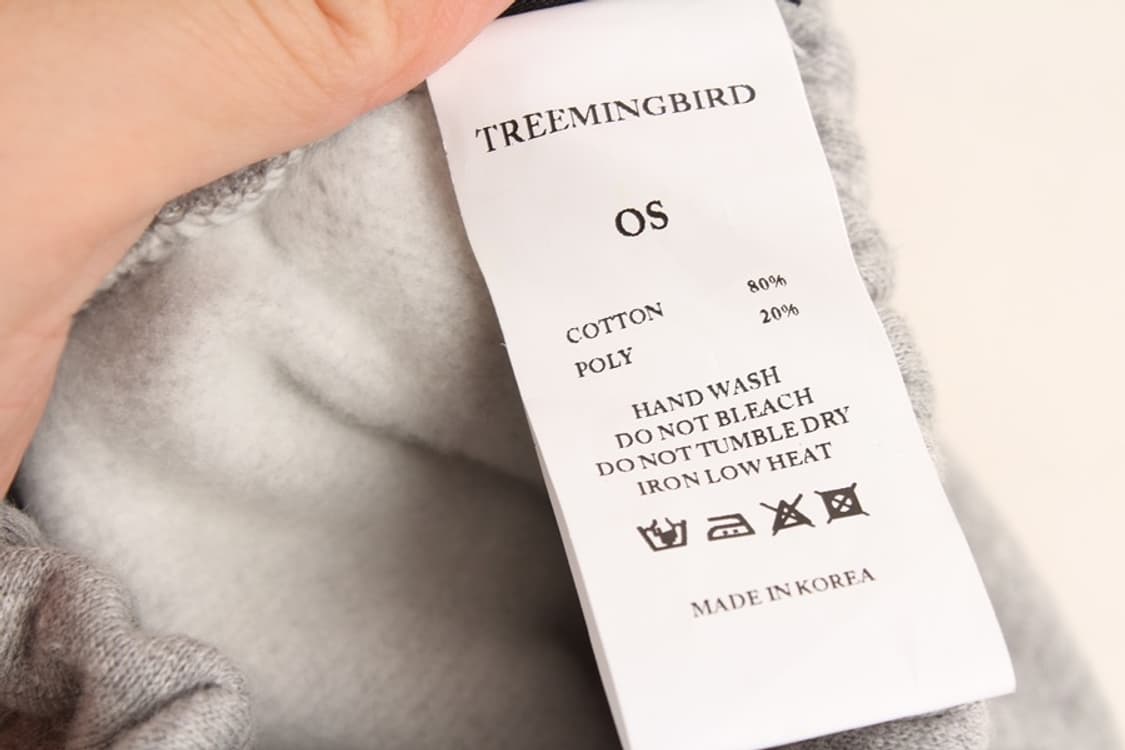 TREEMINGBIRD
OS
COTTON 80%
POLY 20%
HAND WASH
DO NOT BLEACH
DO NOT TUMBLE DRY
IRON LOW HEAT
MADE IN KOREA